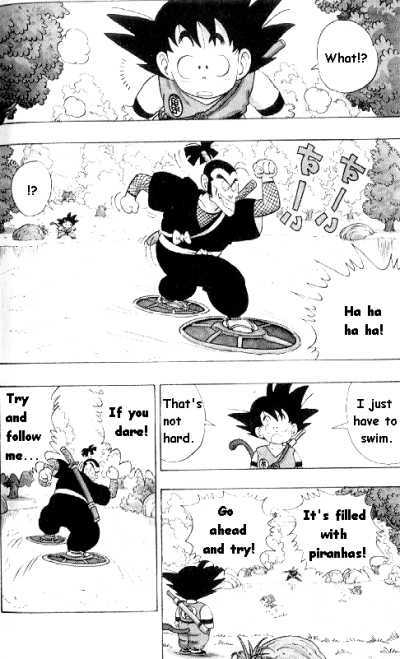 What!?
!?
Ha ha
ha ha!
Try
and
follow
me...
If you
dare!
That's
not
hard.
I just
have to
swim.
Go
ahead
and try!
It's filled
with
piranhas!